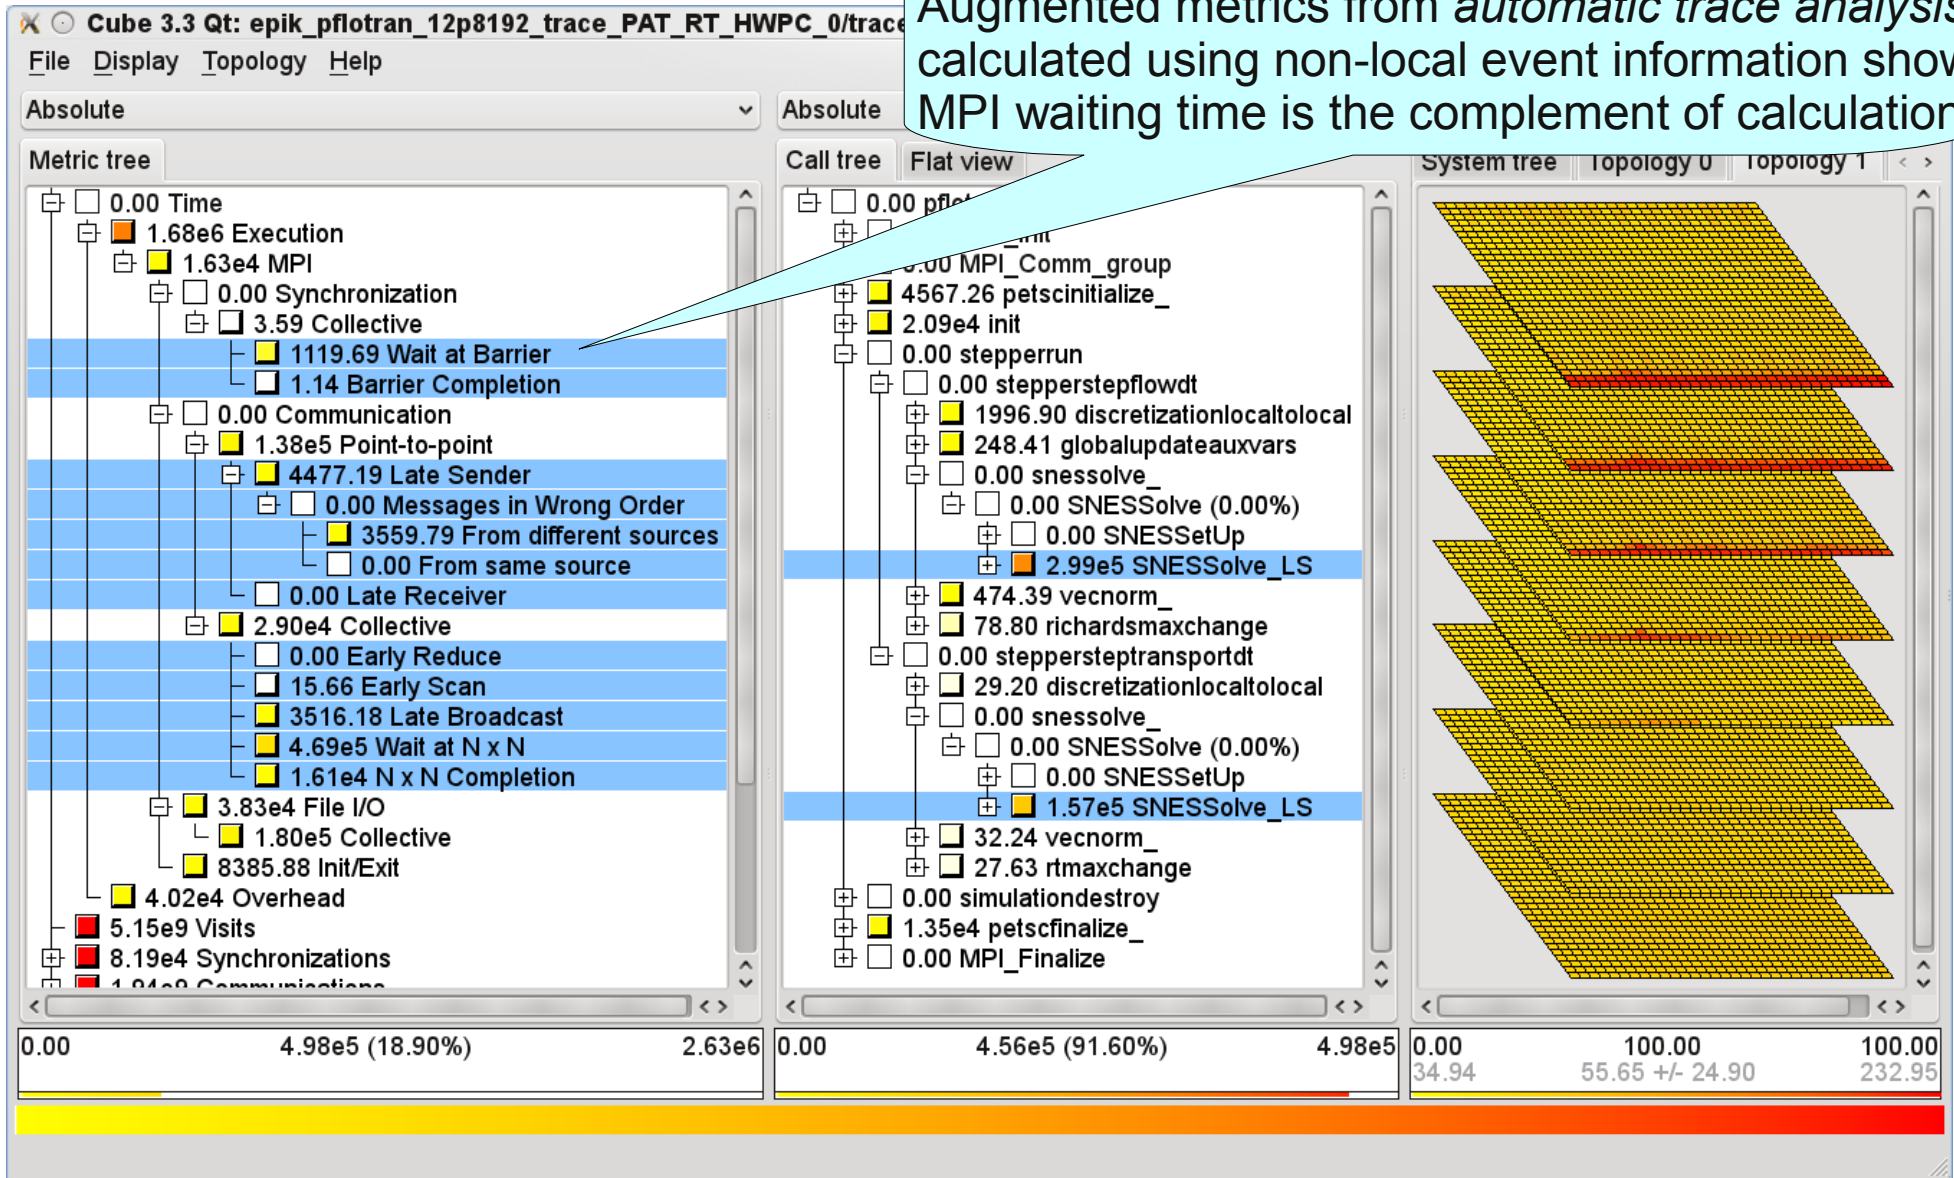 Cube 3.3 Qt: epik_pflotran_12p8192_trace_PAT_RT_HWPC_0/trace
Augmented metrics from automatic trace analysis
calculated using non-local event information show
MPI waiting time is the complement of calculation
File Display Topology Help
Absolute
Absolute
Metric tree
0.00 Time
1.68e6 Execution
1.63e4 MPI
0.00 Synchronization
3.59 Collective
1119.69 Wait at Barrier
1.14 Barrier Completion
0.00 Communication
1.38e5 Point-to-point
4477.19 Late Sender
0.00 Messages in Wrong Order
3559.79 From different sources
0.00 From same source
0.00 Late Receiver
2.90e4 Collective
0.00 Early Reduce
15.66 Early Scan
3516.18 Late Broadcast
4.69e5 Wait at N x N
1.61e4 N x N Completion
3.83e4 File I/O
1.80e5 Collective
8385.88 Init/Exit
4.02e4 Overhead
5.15e9 Visits
8.19e4 Synchronizations
1.94e9 Communications
0.00 4.98e5 (18.90%) 2.63e6
Call tree Flat view
0.00
MPI_Comm_group
4567.26 petscinitialize_
2.09e4 init
0.00 stepperrun
0.00 stepperstepflowdt
1996.90 discretizationlocaltolocal
248.41 globalupdateauxvars
0.00 snessolve_
0.00 SNESSolve (0.00%)
0.00 SNESSetUp
2.99e5 SNESSolve_LS
474.39 vecnorm_
78.80 richardsmaxchange
0.00 steppersteptransportdt
29.20 discretizationlocaltolocal
0.00 snessolve_
0.00 SNESSolve (0.00%)
0.00 SNESSetUp
1.57e5 SNESSolve_LS
32.24 vecnorm_
27.63 rtmaxchange
0.00 simulationdestroy
1.35e4 petscfinalize_
0.00 MPI_Finalize
0.00 4.56e5 (91.60%) 4.98e5
System tree Topology 0 Topology 1
0.00 100.00 100.00
34.94 55.65 +/- 24.90 232.95